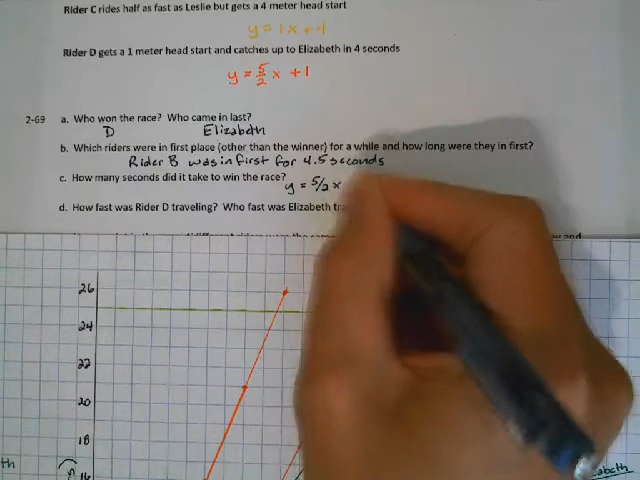 Rider C rides half as fast as Leslie but gets a 4 meter head start
y = 1x + 4
Rider D gets a 1 meter head start and catches up to Elizabeth in 4 seconds
y = 5/2 x + 1
2-69 a. Who won the race? Who came in last?
D Elizabeth
b. Which riders were in first place (other than the winner) for a while and how long were they in first?
Rider B was in first for 4.5 seconds
c. How many seconds did it take to win the race?
y = 5/2 x
d. How fast was Rider D traveling? Who fast was Elizabeth
26
24
22
20
18
16